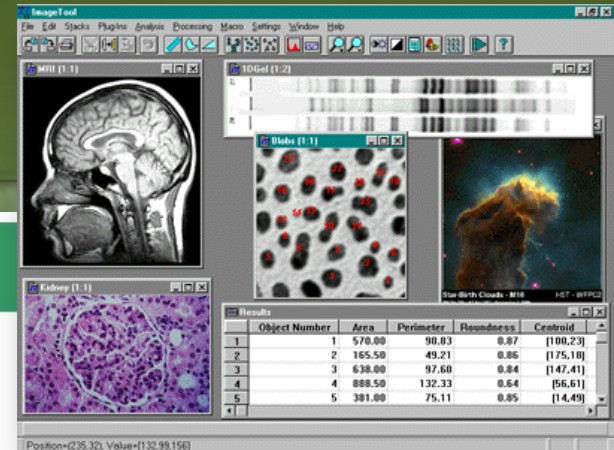 ImageTool
File Edit Stacks Plug-Ins Analysis Processing Macro Settings Window Help
MRI (1:1)
1DGel (1:2)
Blobs (1:1)
Star-Birth Clouds - M16 HST - WFPC2
Kidney (1:1)
Results
Object Number Area Perimeter Roundness Centroid
1 1 570.00 90.83 0.87 (100,23)
2 2 165.50 49.21 0.86 (175,18)
3 3 638.00 97.60 0.84 (147,41)
4 4 888.50 132.33 0.64 (56,61)
5 5 381.00 75.11 0.85 (14,49)
Position=(235,32), Value=[132,99,156]